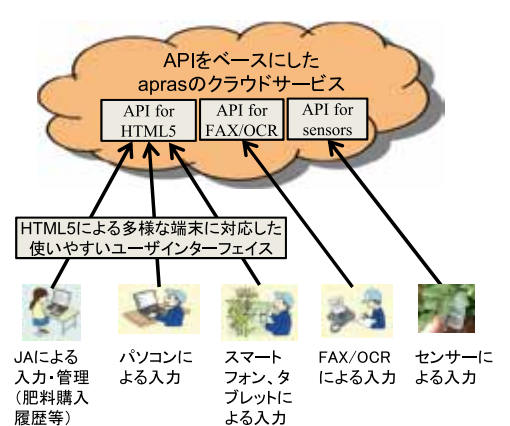 APIをベースにした
aprasのクラウドサービス
API for
HTML5
API for
FAX/OCR
API for
sensors
HTML5による多様な端末に対応した
使いやすいユーザインターフェイス
JAによる
入力・管理
（肥料購入
履歴等）
パソコンに
よる入力
スマート
フォン、タ
ブレットに
よる入力
FAX/OCR
による入力
センサーに
よる入力